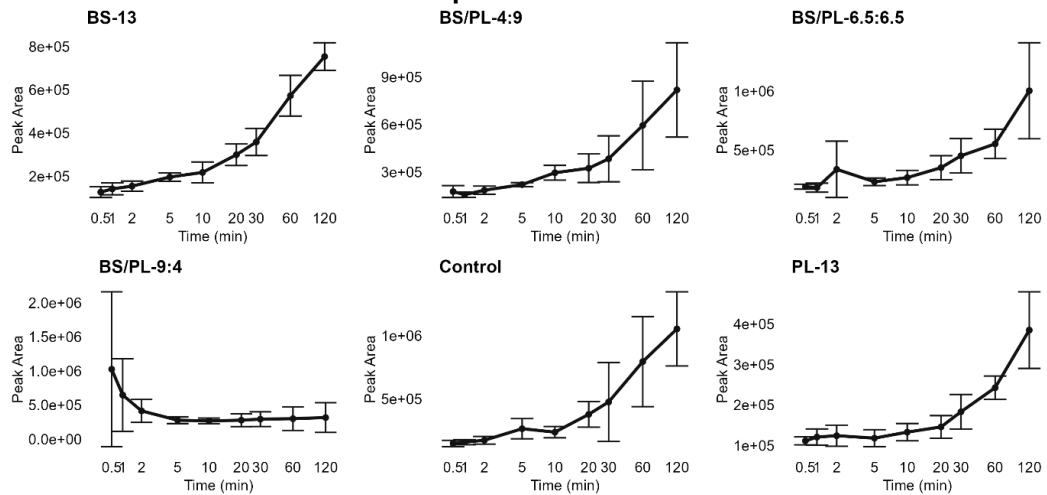 BS-13
BS/PL-4:9
BS/PL-6.5:6.5
8e+05
6e+05
4e+05
2e+05
Peak Area
0.51 2 5 10 20 30 60 120
Time (min)
9e+05
6e+05
3e+05
Peak Area
0.51 2 5 10 20 30 60 120
Time (min)
1e+06
5e+05
Peak Area
0.51 2 5 10 20 30 60 120
Time (min)
BS/PL-9:4
Control
PL-13
2.0e+06
1.5e+06
1.0e+06
5.0e+05
0.0e+00
Peak Area
0.51 2 5 10 20 30 60 120
Time (min)
1e+06
5e+05
Peak Area
0.51 2 5 10 20 30 60 120
Time (min)
4e+05
3e+05
2e+05
1e+05
Peak Area
0.51 2 5 10 20 30 60 120
Time (min)